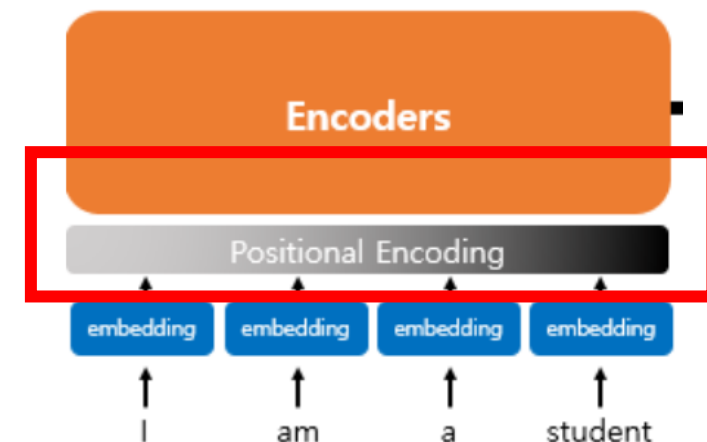 Encoders
Positional Encoding
embedding embedding embedding embedding
I am a student